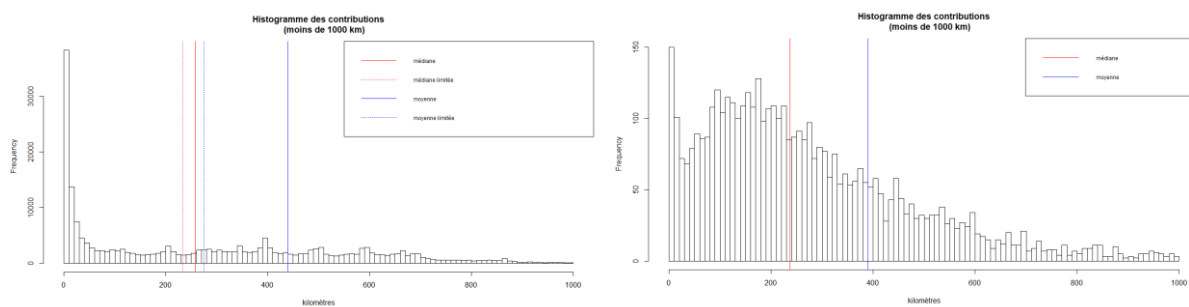 Histogramme des contributions
(moins de 1000 km)
médiane
médiane limitée
moyenne
moyenne limitée
Frequency
30000
20000
10000
0
0
200
400
600
800
1000
kilomètres
Histogramme des contributions
(moins de 1000 km)
médiane
moyenne
Frequency
150
100
50
0
0
200
400
600
800
1000
kilomètres